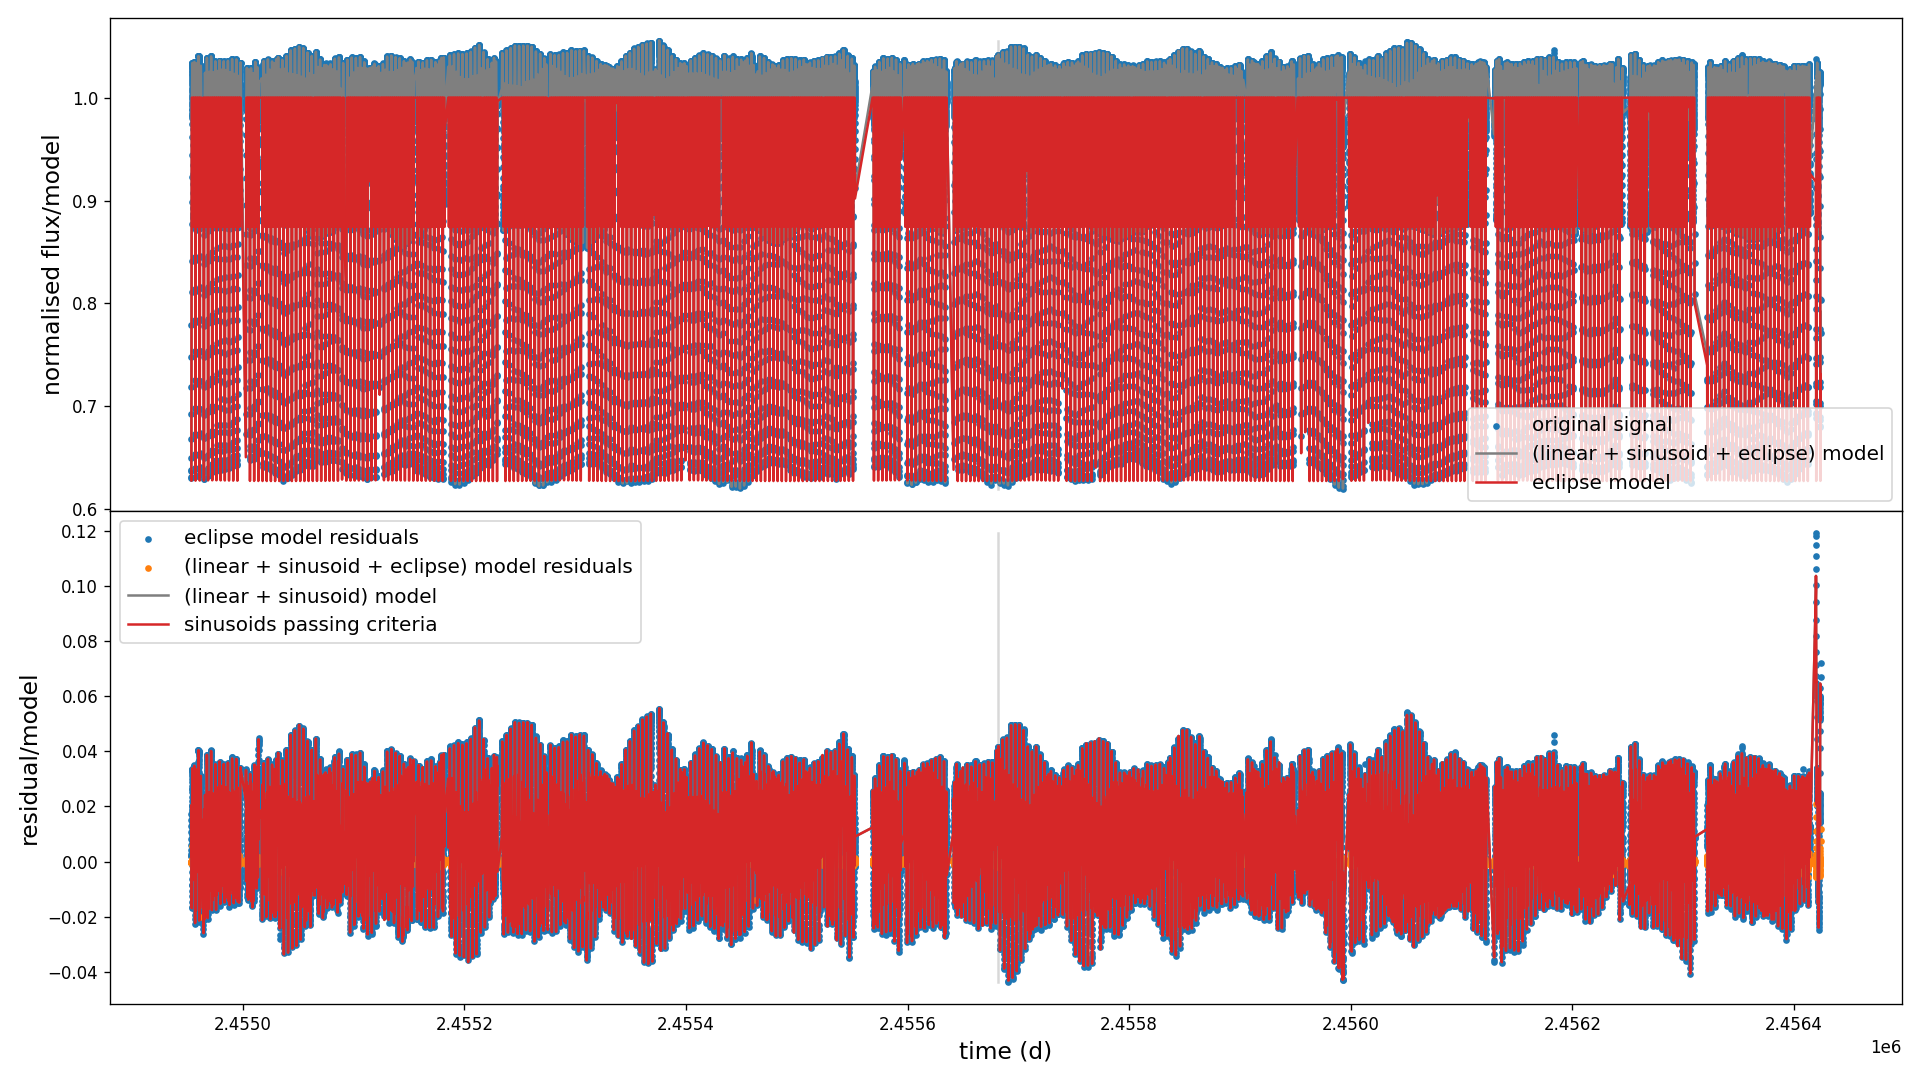 normalised flux/model
1.0
0.9
0.8
0.7
0.6
original signal
(linear + sinusoid + eclipse) model
eclipse model
residual/model
0.12
0.10
0.08
0.06
0.04
0.02
0.00
−0.02
−0.04
eclipse model residuals
(linear + sinusoid + eclipse) model residuals
(linear + sinusoid) model
sinusoids passing criteria
2.4550 2.4552 2.4554 2.4556 2.4558 2.4560 2.4562 2.4564
time (d)
1e6